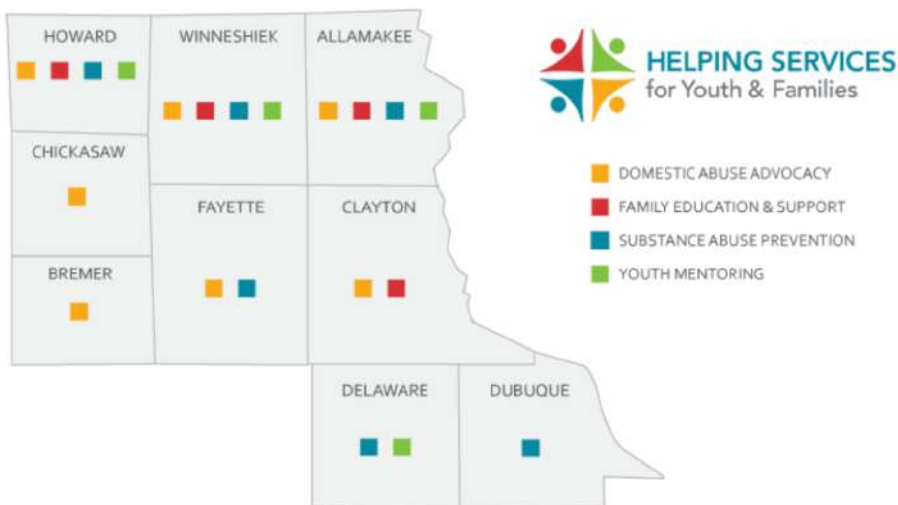 HOWARD
WINNESHIEK
ALLAMAKEE
HELPING SERVICES
for Youth & Families
CHICKASAW
DOMESTIC ABUSE ADVOCACY
FAYETTE
CLAYTON
FAMILY EDUCATION & SUPPORT
SUBSTANCE ABUSE PREVENTION
BREMER
YOUTH MENTORING
DELAWARE
DUBUQUE